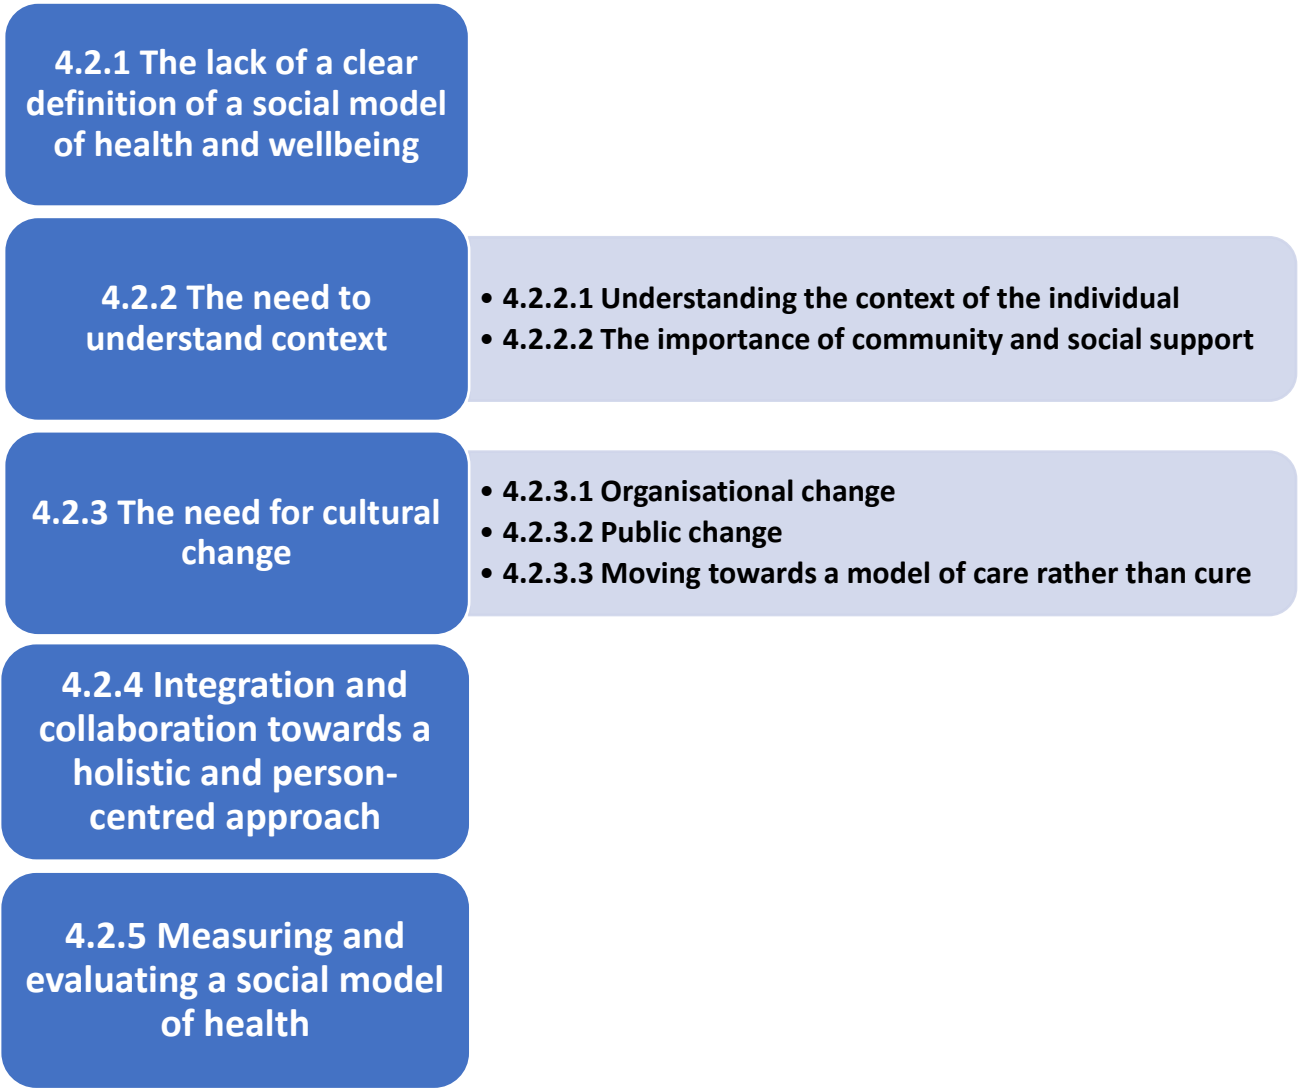 4.2.1 The lack of a clear
definition of a social model
of health and wellbeing
4.2.2 The need to
understand context
• 4.2.2.1 Understanding the context of the individual
• 4.2.2.2 The importance of community and social support
4.2.3 The need for cultural
change
• 4.2.3.1 Organisational change
• 4.2.3.2 Public change
• 4.2.3.3 Moving towards a model of care rather than cure
4.2.4 Integration and
collaboration towards a
holistic and person-
centred approach
4.2.5 Measuring and
evaluating a social model
of health